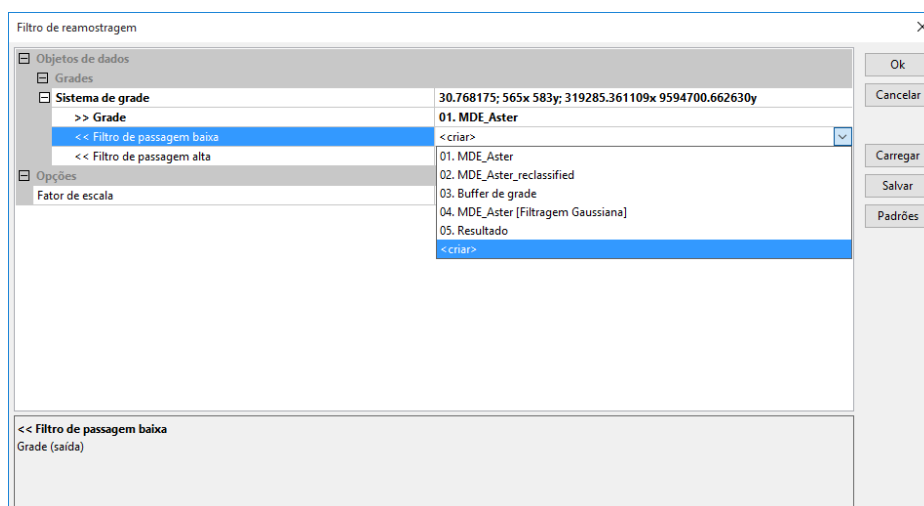 Filtro de reamostragem
Objetos de dados
Grades
Sistema de grade 30.768175; 565x 583y; 319285.361109x 9594700.662630y
>> Grade 01. MDE_Aster
<< Filtro de passagem baixa <criar>
<< Filtro de passagem alta 01. MDE_Aster
Opções 02. MDE_Aster_reclassified
Fator de escala 03. Buffer de grade
04. MDE_Aster [Filtragem Gaussiana]
05. Resultado
<criar>
Ok
Cancelar
Carregar
Salvar
Padrões
<< Filtro de passagem baixa
Grade (saída)